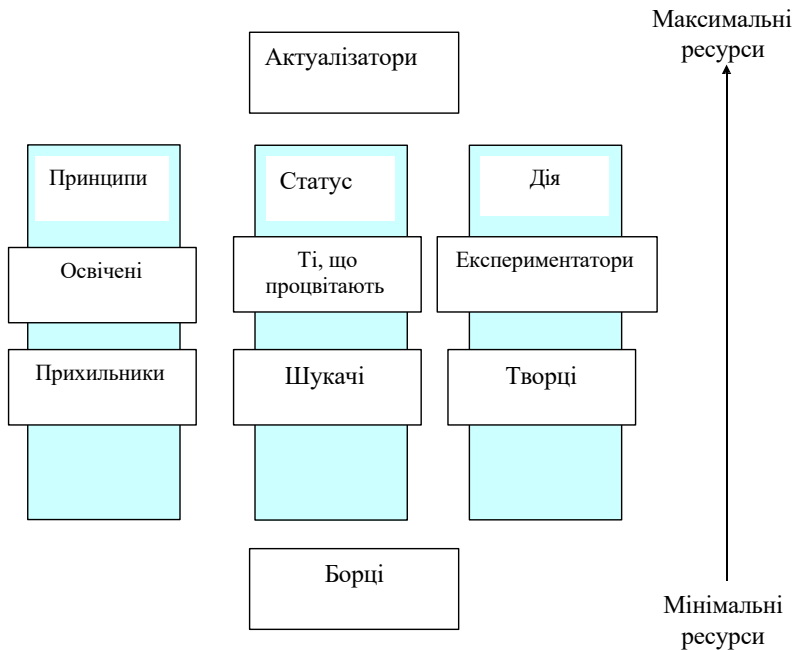 Максимальні
ресурси
Актуалізатори
Принципи
Статус
Дія
Освічені
Ті, що
процвітають
Експериментатори
Прихильники
Шукачі
Творці
Борці
Мінімальні
ресурси